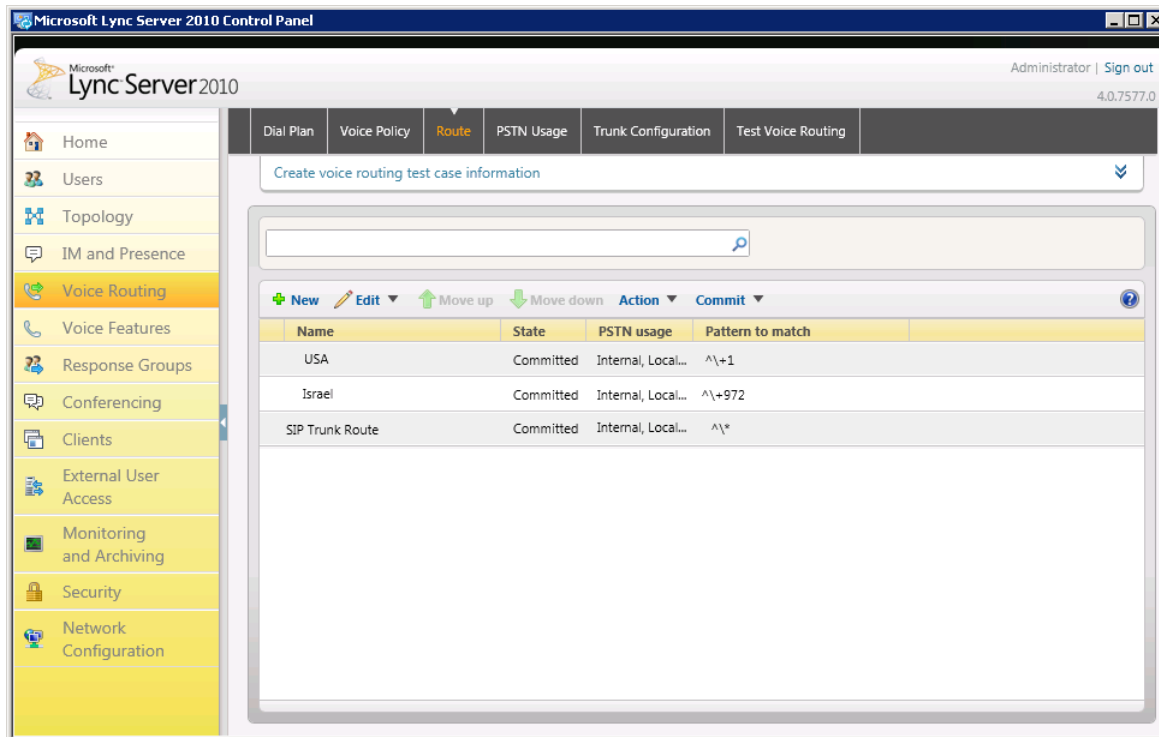 Microsoft Lync Server 2010 Control Panel
Microsoft®
Lync Server 2010
Administrator | Sign out
4.0.7577.0
Home
Users
Topology
IM and Presence
Voice Routing
Voice Features
Response Groups
Conferencing
Clients
External User
Access
Monitoring
and Archiving
Security
Network
Configuration
Dial Plan Voice Policy Route PSTN Usage Trunk Configuration Test Voice Routing
Create voice routing test case information
New Edit Move up Move down Action Commit
Name State PSTN usage Pattern to match
USA Committed Internal, Local... ^\+1
Israel Committed Internal, Local... ^\+972
SIP Trunk Route Committed Internal, Local... ^\*